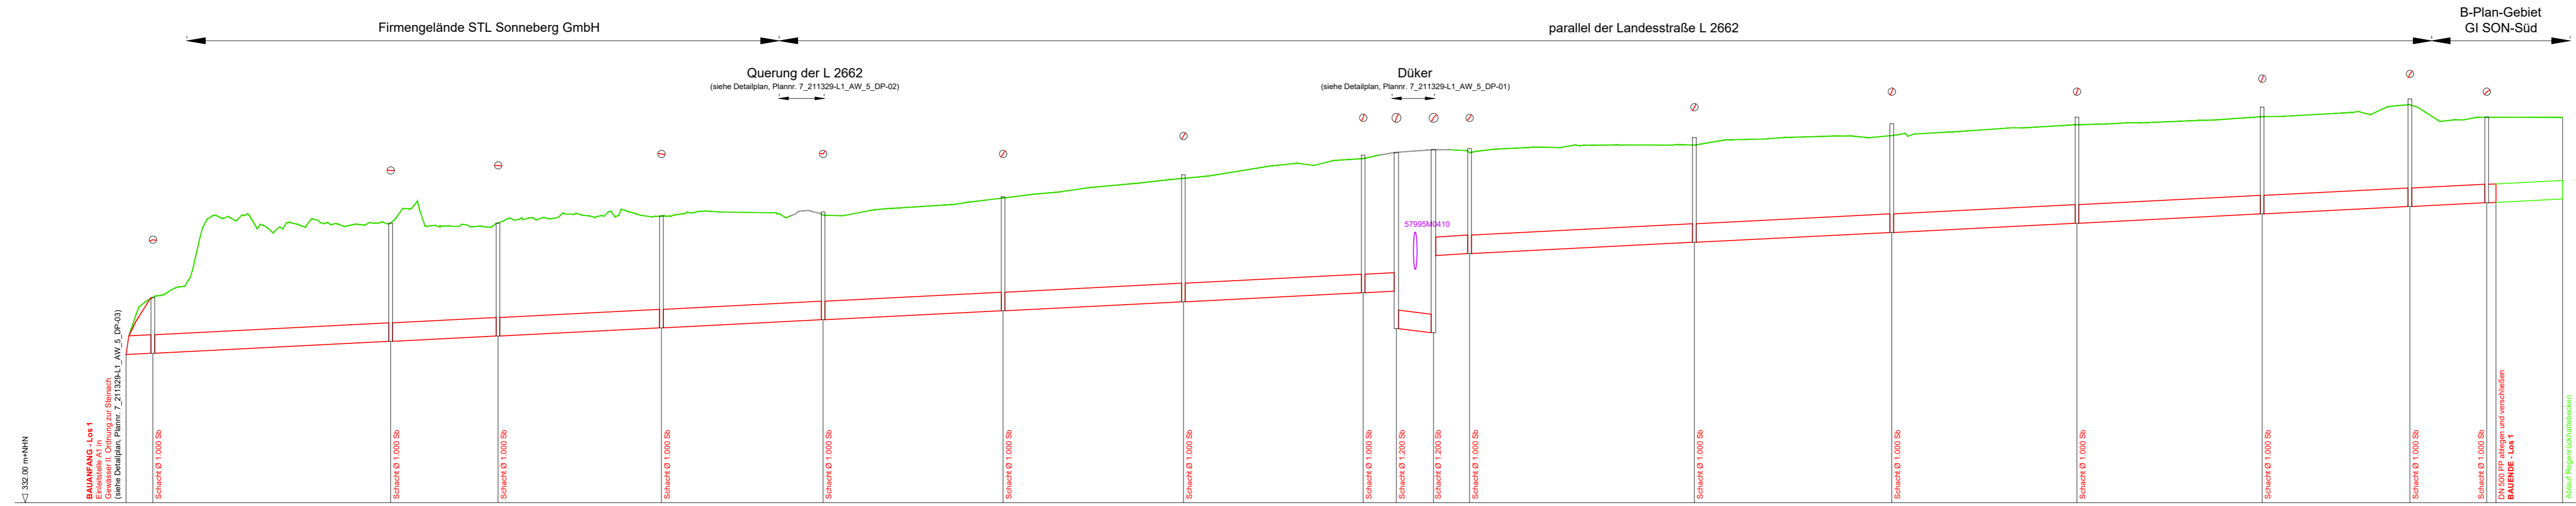 Firmengelände STL Sonneberg GmbH
parallel der Landesstraße L 2662
B-Plan-Gebiet
GI SON-Süd
Querung der L 2662
(siehe Detailplan, Plannr. 7_211329-L1_AW_5_DP-02)
Düker
(siehe Detailplan, Plannr. 7_211329-L1_AW_5_DP-01)
57995M0410
332.00 m+NHN
BAUANFANG - Los 1
Einleitstelle A1 in
Gewässer II. Ordnung zur Steinach
(siehe Detailplan, Plannr. 7_211329-L1_AW_5_DP-03)
Schacht Ø 1.000 Sb
Schacht Ø 1.000 Sb
Schacht Ø 1.000 Sb
Schacht Ø 1.000 Sb
Schacht Ø 1.000 Sb
Schacht Ø 1.000 Sb
Schacht Ø 1.000 Sb
Schacht Ø 1.000 Sb
Schacht Ø 1.200 Sb
Schacht Ø 1.200 Sb
Schacht Ø 1.000 Sb
Schacht Ø 1.000 Sb
Schacht Ø 1.000 Sb
Schacht Ø 1.000 Sb
Schacht Ø 1.000 Sb
Schacht Ø 1.000 Sb
Schacht Ø 1.000 Sb
DN 500 PP ablegen und verschließen
BAUENDE - Los 1
Ablauf Regenrückhaltebecken